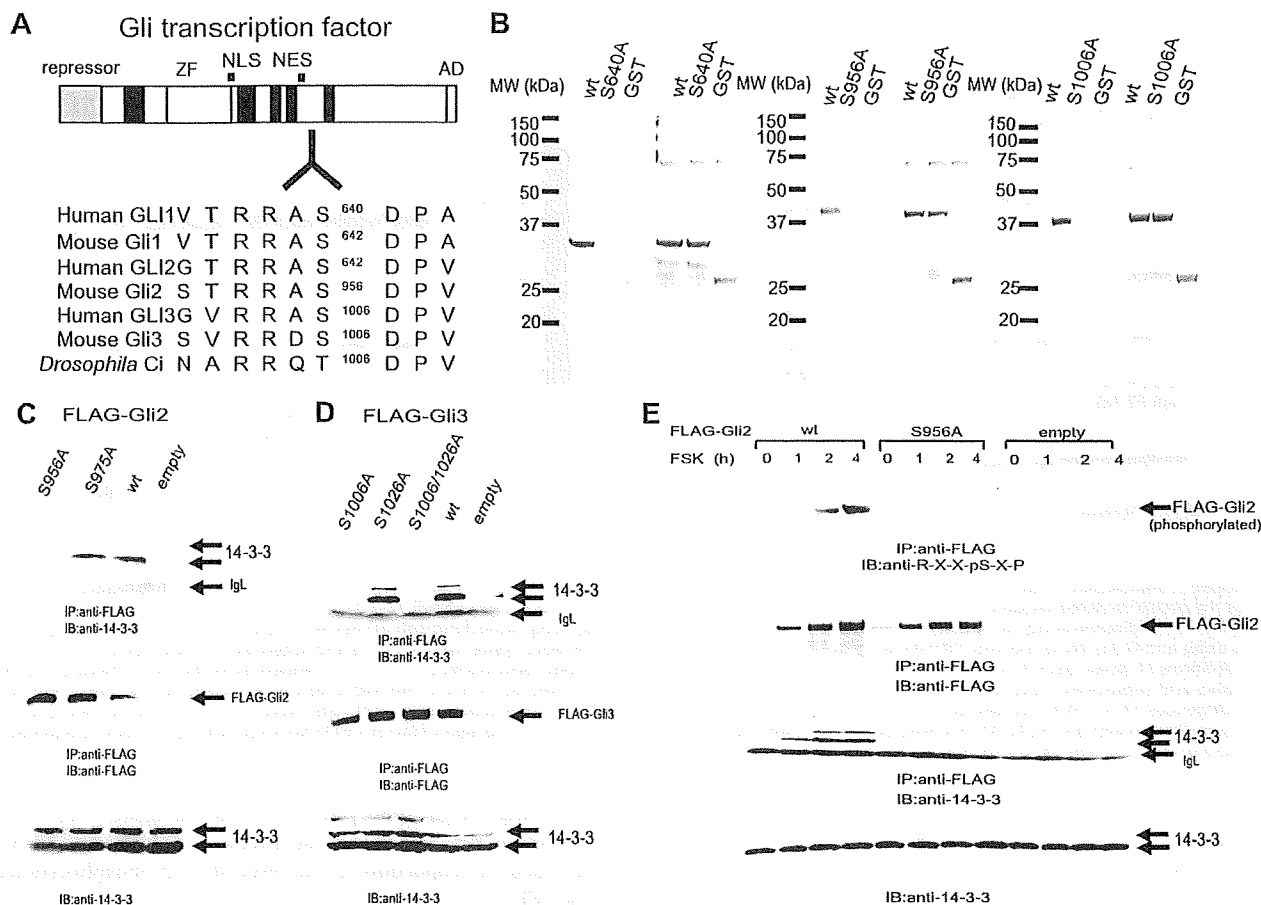 A
Gli transcription factor
NLS NES
repressor ZF AD
Human GLI1V T R R A S 640 D P A
Mouse Gli1 V T R R A S 642 D P A
Human GLI2G T R R A S 642 D P V
Mouse Gli2 S T R R A S 956 D P V
Human GLI3G V R R A S 1006 D P V
Mouse Gli3 S V R R D S 1006 D P V
Drosophila Ci N A R R Q T 1006 D P V
B
MW (kDa) wt S640A GST wt S640A GST
150
100
75
50
37
25
20
MW (kDa) wt S956A GST wt S956A GST
150
100
75
50
37
25
20
MW (kDa) wt S1006A GST wt S1006A GST
150
100
75
50
37
25
20
C
FLAG-Gli2
S956A S975A wt empty
14-3-3
IgL
IP:anti-FLAG
IB:anti-14-3-3
FLAG-Gli2
IP:anti-FLAG
IB:anti-FLAG
14-3-3
IB:anti-14-3-3
D
FLAG-Gli3
S1006A S1026A S1006/1026A wt empty
14-3-3
IgL
IP:anti-FLAG
IB:anti-14-3-3
FLAG-Gli3
IP:anti-FLAG
IB:anti-FLAG
14-3-3
IB:anti-14-3-3
E
FLAG-Gli2 wt S956A empty
FSK (h) 0 1 2 4 0 1 2 4 0 1 2 4
FLAG-Gli2
(phosphorylated)
IP:anti-FLAG
IB:anti-R-X-X-pS-X-P
FLAG-Gli2
IP:anti-FLAG
IB:anti-FLAG
14-3-3
IgL
IP:anti-FLAG
IB:anti-14-3-3
14-3-3
IB:anti-14-3-3